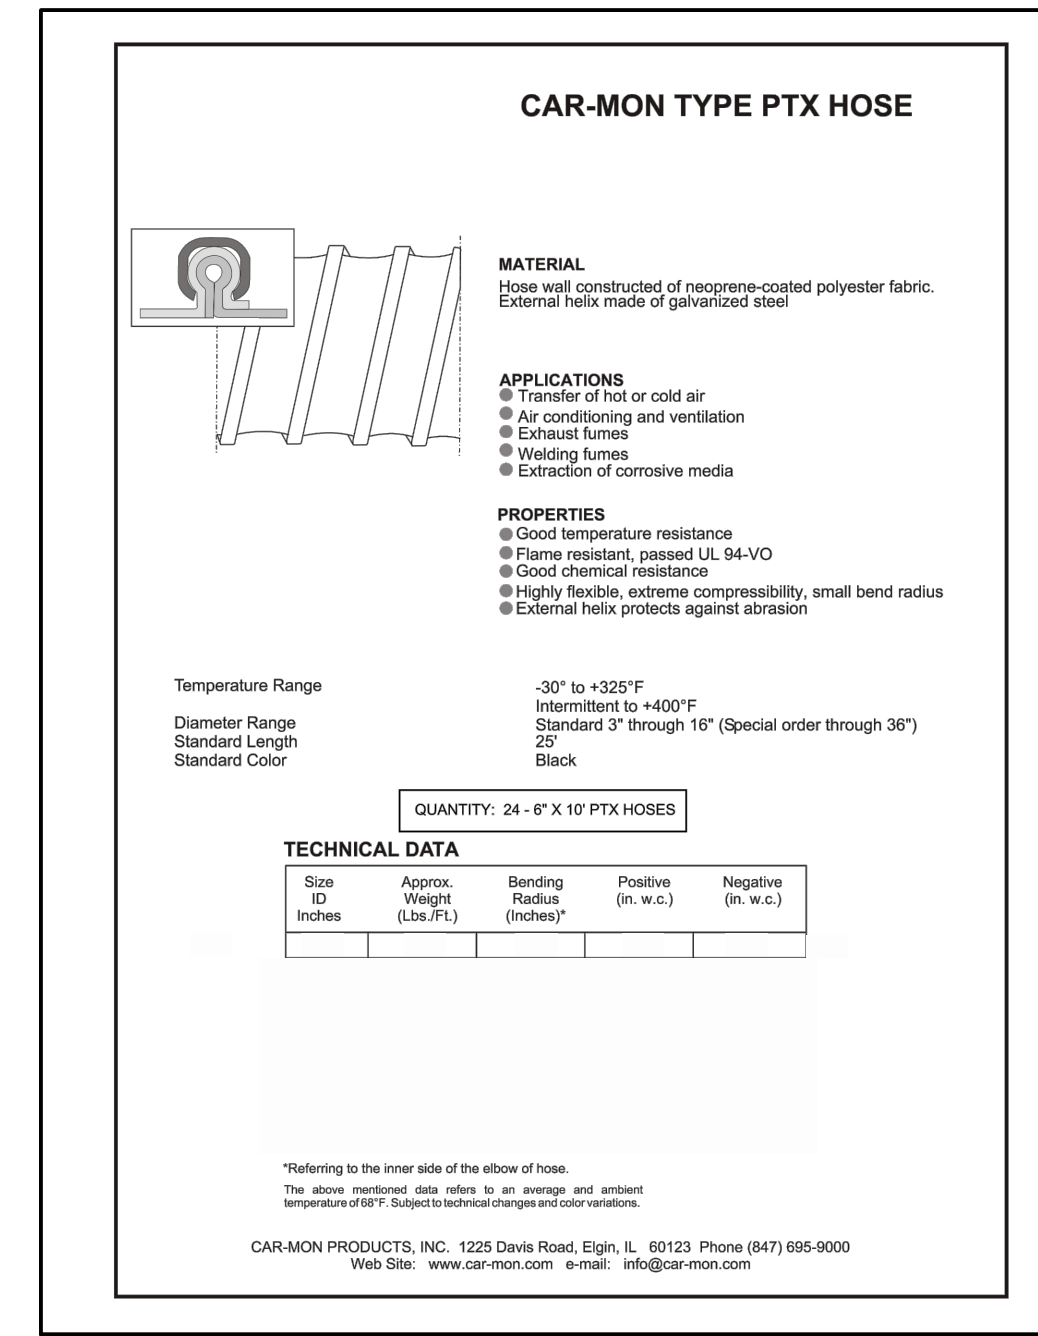 CAR-MON TYPE PTX HOSE
MATERIAL
Hose wall constructed of neoprene-coated polyester fabric.
External helix made of galvanized steel
APPLICATIONS
Transfer of hot or cold air
Air conditioning and ventilation
Exhaust fumes
Welding fumes
Extraction of corrosive media
PROPERTIES
Good temperature resistance
Flame resistant, passed UL 94-VO
Good chemical resistance
Highly flexible, extreme compressibility, small bend radius
External helix protects against abrasion
Temperature Range -30° to +325°F
Intermittent to +400°F
Diameter Range Standard 3" through 16" (Special order through 36")
Standard Length 25'
Standard Color Black
QUANTITY: 24 - 6" X 10' PTX HOSES
TECHNICAL DATA
Size Approx. Bending Positive Negative
ID Weight Radius (in. w.c.) (in. w.c.)
Inches (Lbs./Ft.) (Inches)*
*Referring to the inner side of the elbow of hose.
The above mentioned data refers to an average and ambient
temperature of 68°F. Subject to technical changes and color variations.
CAR-MON PRODUCTS, INC. 1225 Davis Road, Elgin, IL 60123 Phone (847) 695-9000
Web Site: www.car-mon.com e-mail: info@car-mon.com